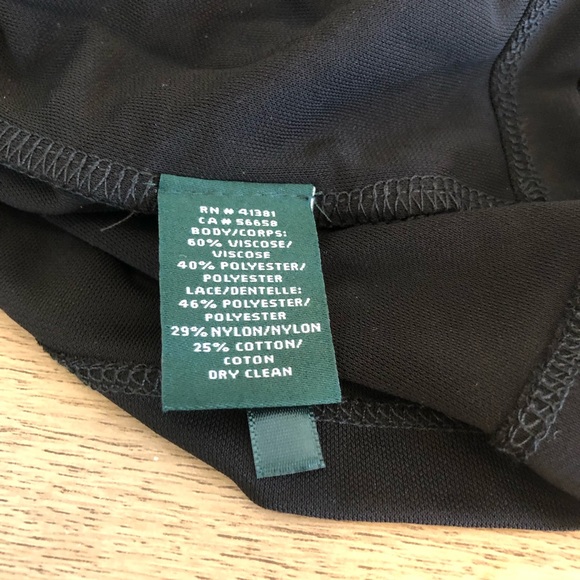 RN # 41381
CA # 56658
BODY/CORPS:
60% VISCOSE/
VISCOSE
40% POLYESTER/
POLYESTER
LACE/DENTELLE:
46% POLYESTER/
POLYESTER
29% NYLON/NYLON
25% COTTON/
COTON
DRY CLEAN